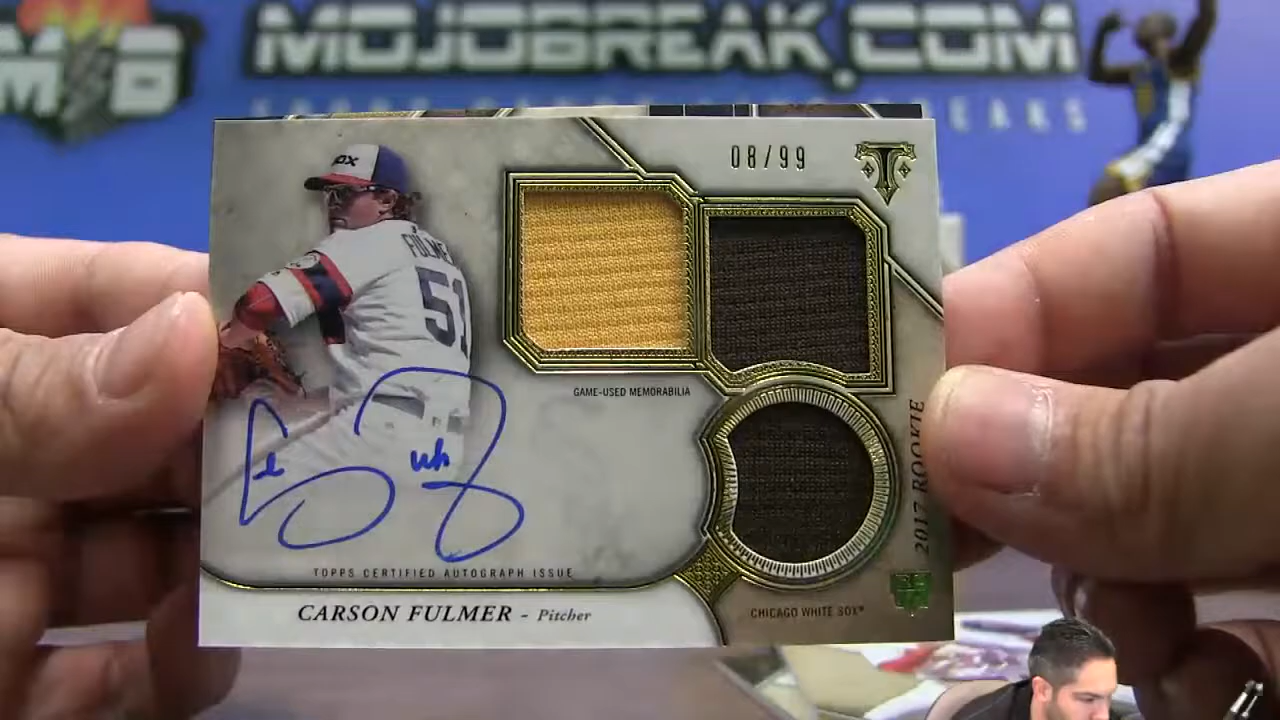 MOJOBREAK.COM
MB
08/99
T
SOX
FULMER
51
GAME-USED MEMORABILIA
2017 ROOKIE
TOPPS CERTIFIED AUTOGRAPH ISSUE
CARSON FULMER - Pitcher
CHICAGO WHITE SOX